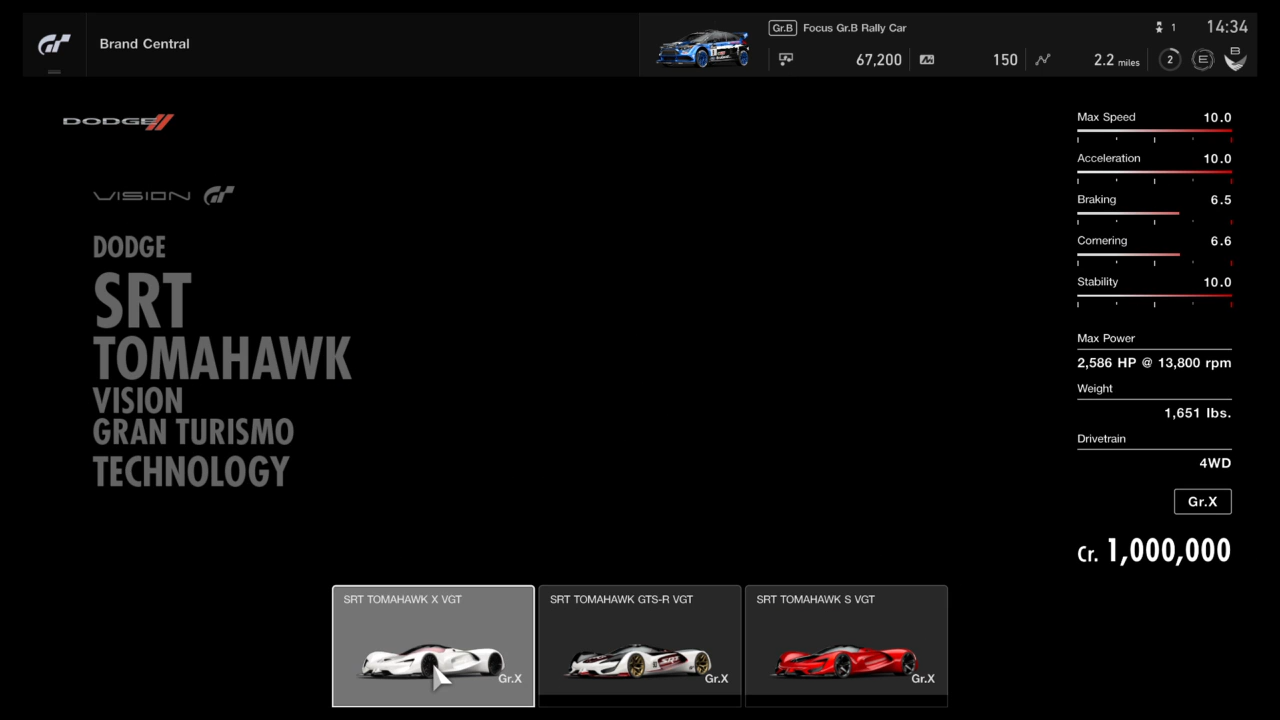 Brand Central
Gr.B Focus Gr.B Rally Car
1 14:34
67,200 150 2.2 miles 2 E B
DODGE
VISION GT
DODGE
SRT
TOMAHAWK
VISION
GRAN TURISMO
TECHNOLOGY
Max Speed 10.0
Acceleration 10.0
Braking 6.5
Cornering 6.6
Stability 10.0
Max Power
2,586 HP @ 13,800 rpm
Weight
1,651 lbs.
Drivetrain
4WD
Gr.X
Cr. 1,000,000
SRT TOMAHAWK X VGT
Gr.X
SRT TOMAHAWK GTS-R VGT
Gr.X
SRT TOMAHAWK S VGT
Gr.X